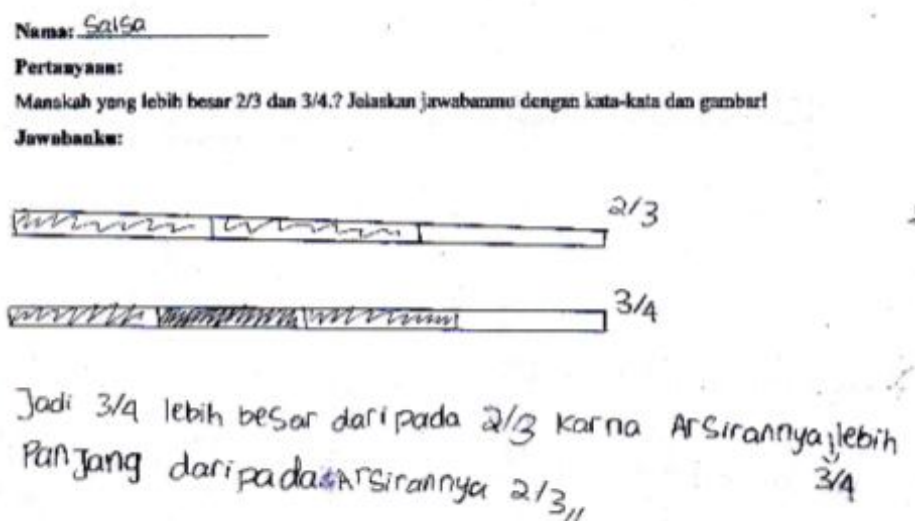 Nama: Salsa
Pertanyaan:
Manakah yang lebih besar 2/3 dan 3/4.? Jelaskan jawabanmu dengan kata-kata dan gambar!
Jawabanku:
2/3
3/4
Jadi 3/4 lebih besar daripada 2/3 karna Arsirannya lebih
3/4
Panjang daripada Arsirannya 2/3